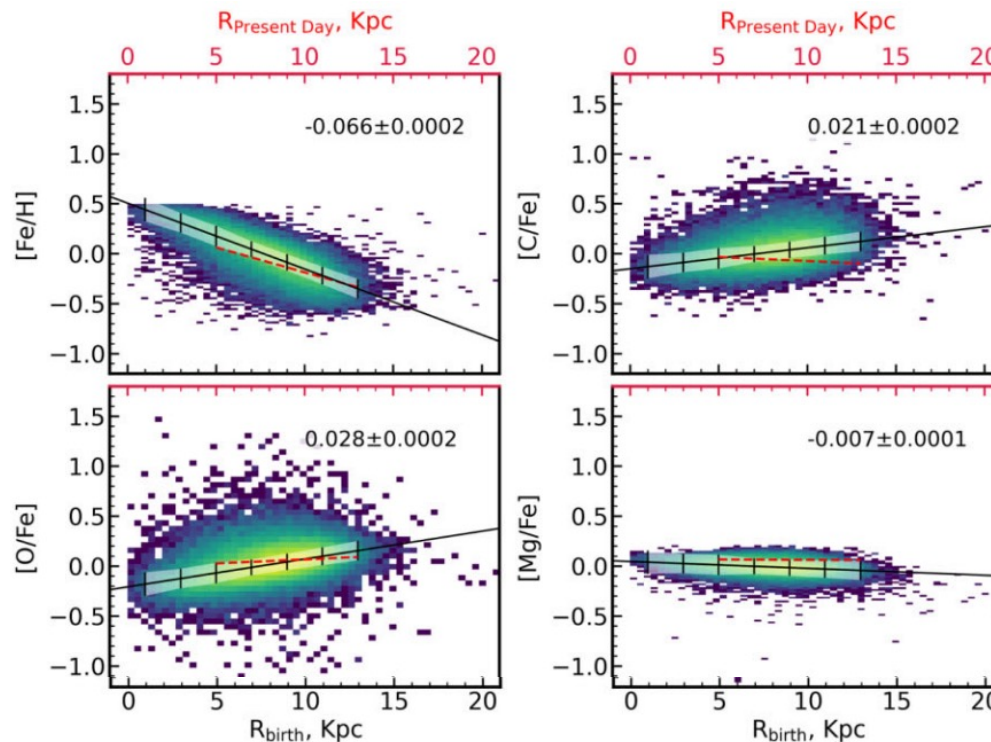 R_Present Day, Kpc R_Present Day, Kpc
0 5 10 15 20 0 5 10 15 20
1.5 1.5
-0.066±0.0002 0.021±0.0002
1.0 1.0
[Fe/H] 0.5 [C/Fe] 0.5
0.0 0.0
−0.5 −0.5
−1.0 −1.0
1.5 1.5
0.028±0.0002 -0.007±0.0001
1.0 1.0
[O/Fe] 0.5 [Mg/Fe] 0.5
0.0 0.0
−0.5 −0.5
−1.0 −1.0
0 5 10 15 20 0 5 10 15 20
R_birth, Kpc R_birth, Kpc